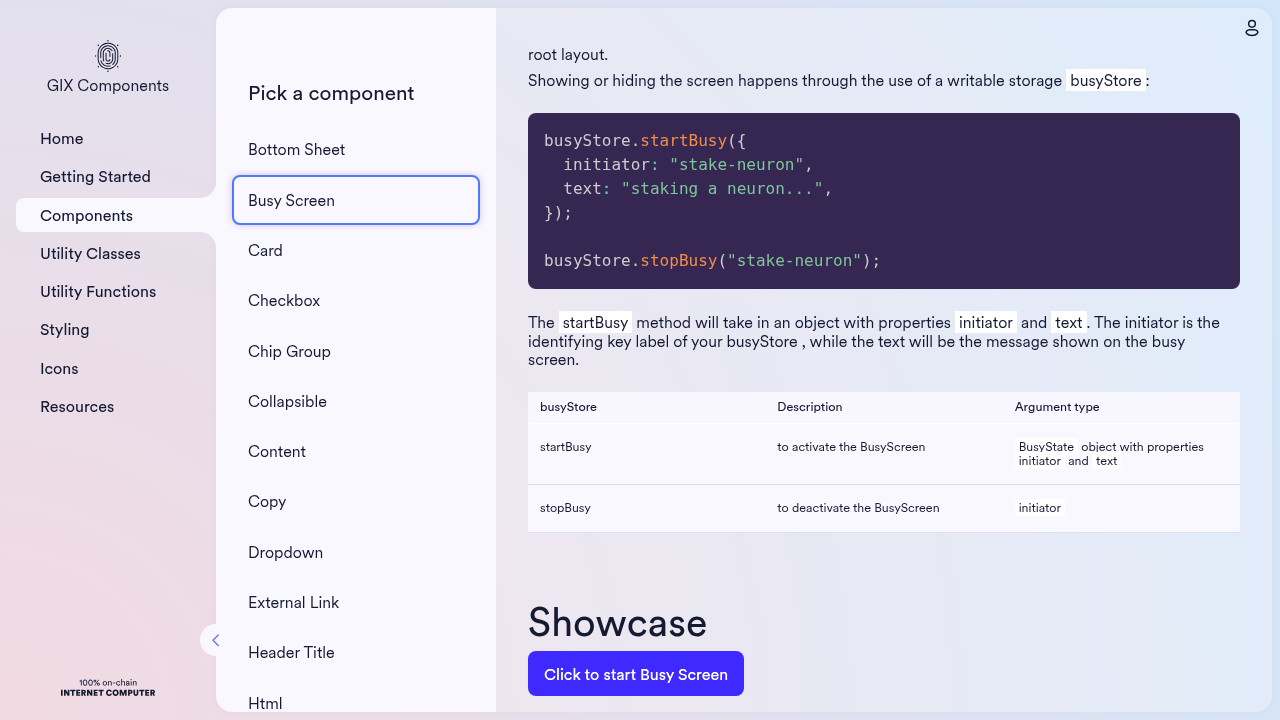 GIX Components
Home
Getting Started
Components
Utility Classes
Utility Functions
Styling
Icons
Resources
100% on-chain
INTERNET COMPUTER
Pick a component
Bottom Sheet
Busy Screen
Card
Checkbox
Chip Group
Collapsible
Content
Copy
Dropdown
External Link
Header Title
Html
root layout.
Showing or hiding the screen happens through the use of a writable storage busyStore :
busyStore.startBusy({
  initiator: "stake-neuron",
  text: "staking a neuron...",
});
busyStore.stopBusy("stake-neuron");
The startBusy method will take in an object with properties initiator and text . The initiator is the
identifying key label of your busyStore , while the text will be the message shown on the busy
screen.
busyStore Description Argument type
startBusy to activate the BusyScreen BusyState object with properties
initiator and text
stopBusy to deactivate the BusyScreen initiator
Showcase
Click to start Busy Screen